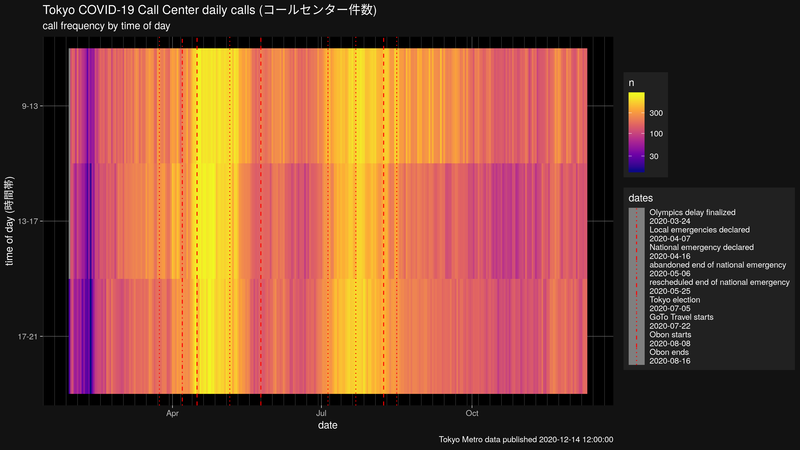 Tokyo COVID-19 Call Center daily calls (コールセンター件数)
call frequency by time of day
time of day (時間帯)
9-13
13-17
17-21
Apr
Jul
Oct
date
n
300
100
30
dates
Olympics delay finalized
2020-03-24
Local emergencies declared
2020-04-07
National emergency declared
2020-04-16
abandoned end of national emergency
2020-05-06
rescheduled end of national emergency
2020-05-25
Tokyo election
2020-07-05
GoTo Travel starts
2020-07-22
Obon starts
2020-08-08
Obon ends
2020-08-16
Tokyo Metro data published 2020-12-14 12:00:00